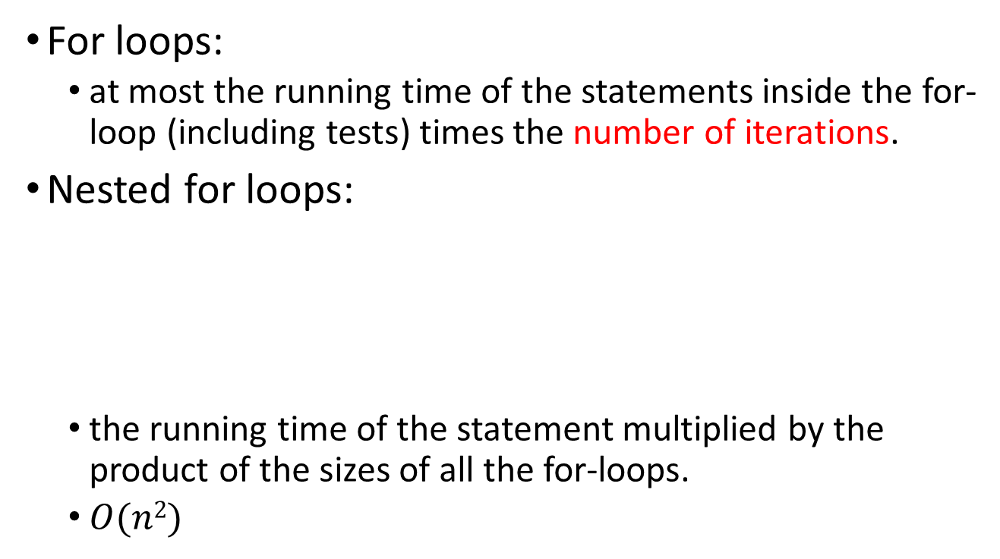 • For loops:
• at most the running time of the statements inside the for-
loop (including tests) times the number of iterations.
• Nested for loops:
• the running time of the statement multiplied by the
product of the sizes of all the for-loops.
• O(n²)